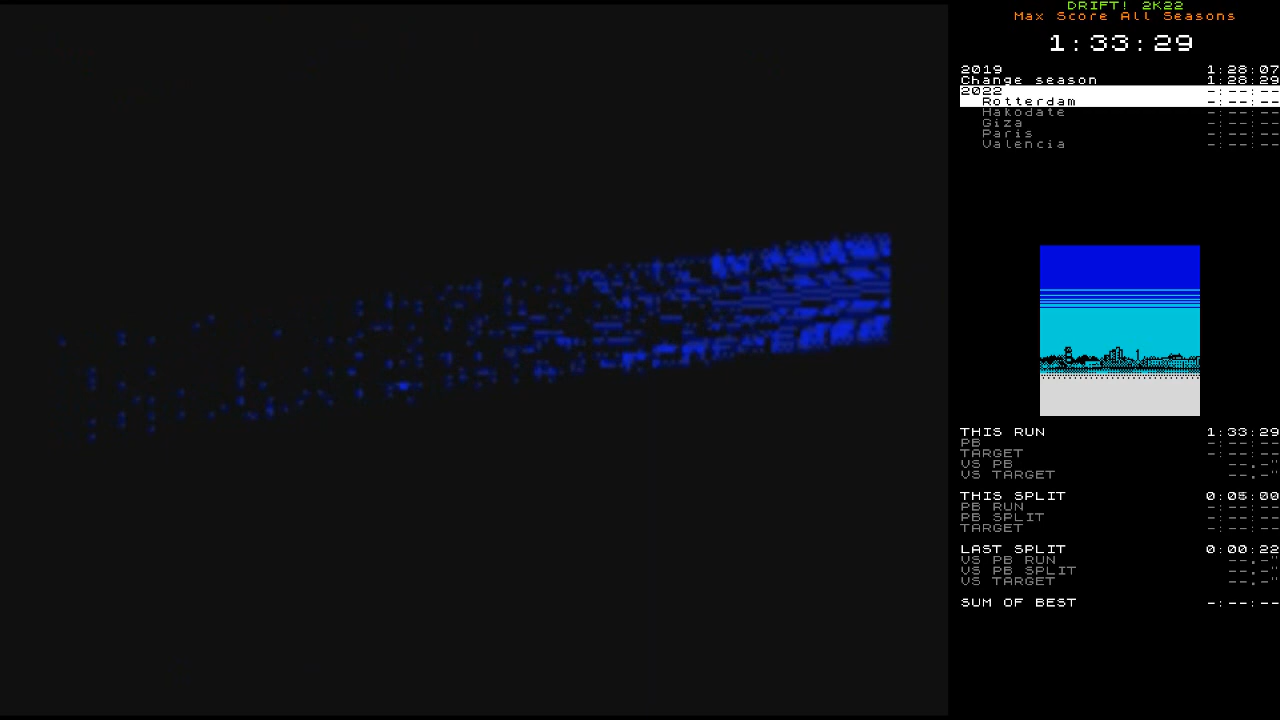 DRIFT! 2K22
Max Score All Seasons
1:33:29
2019 1:28:07
Change season 1:28:29
2022 -:--:--
Rotterdam -:--:--
Hakodate -:--:--
Giza -:--:--
Paris -:--:--
Valencia -:--:--
THIS RUN 1:33:29
PB -:--:--
TARGET -:--:--
VS PB --.-"
VS TARGET --.-"
THIS SPLIT 0:05:00
PB RUN -:--:--
PB SPLIT -:--:--
TARGET -:--:--
LAST SPLIT 0:00:22
VS PB RUN --.-"
VS PB SPLIT --.-"
VS TARGET --.-"
SUM OF BEST -:--:--